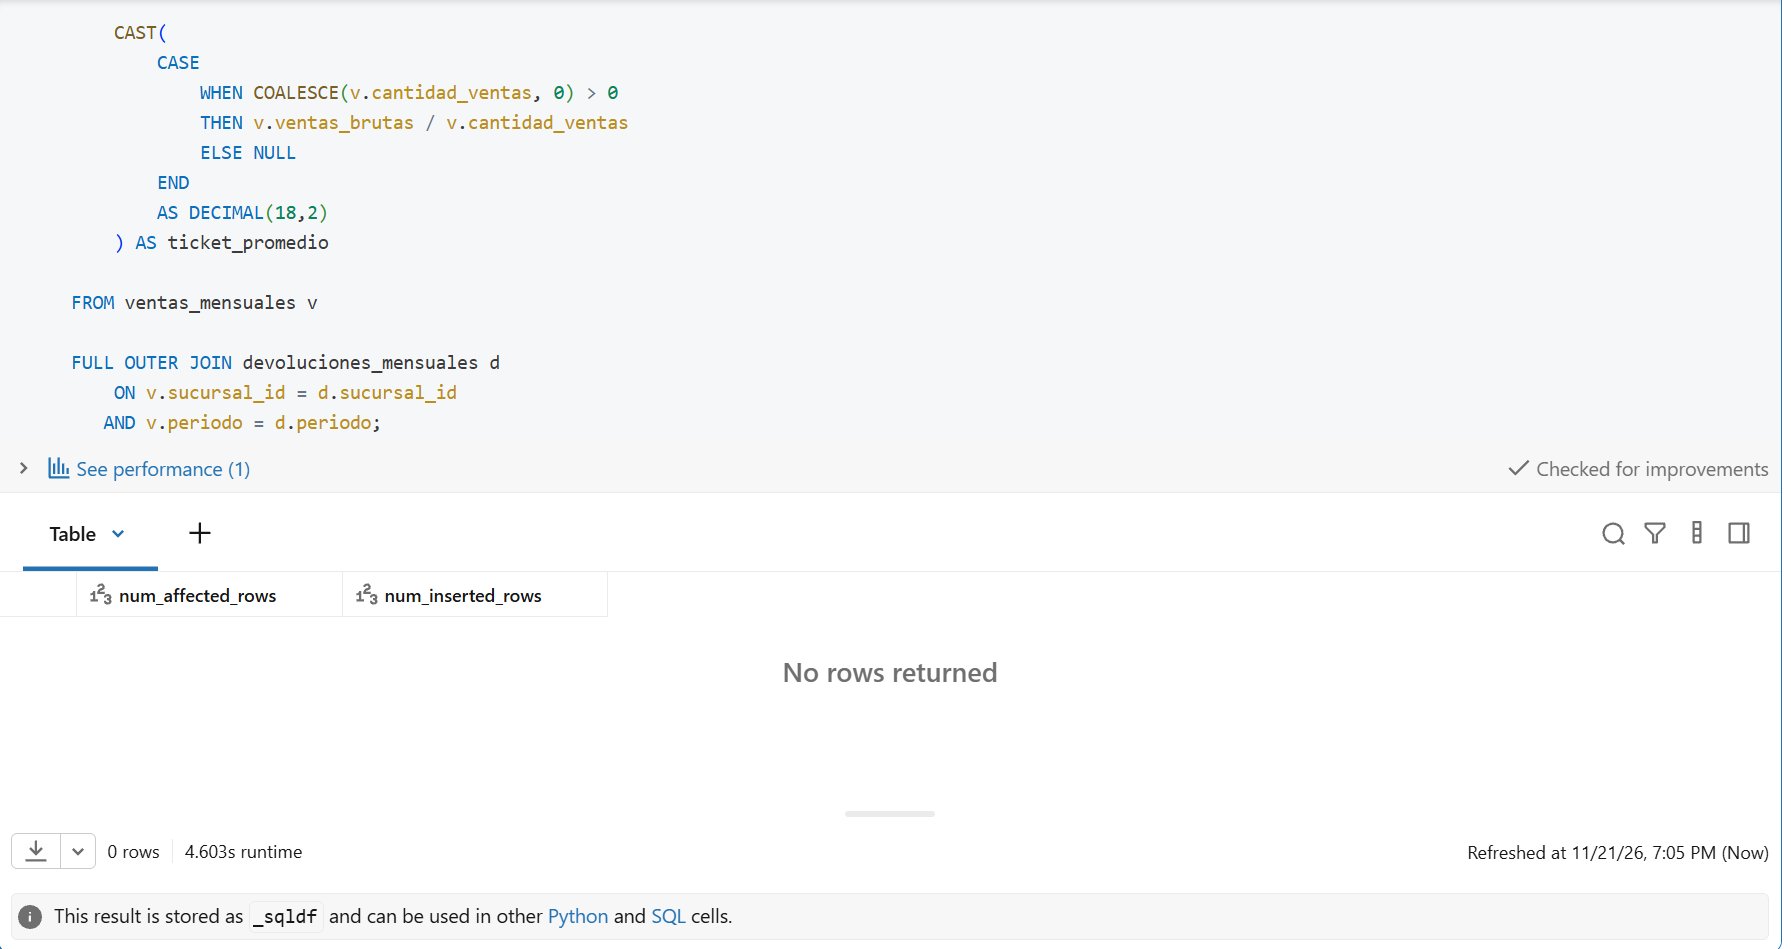 CAST(
CASE
WHEN COALESCE(v.cantidad_ventas, 0) > 0
THEN v.ventas_brutas / v.cantidad_ventas
ELSE NULL
END
AS DECIMAL(18,2)
) AS ticket_promedio
FROM ventas_mensuales v
FULL OUTER JOIN devoluciones_mensuales d
ON v.sucursal_id = d.sucursal_id
AND v.periodo = d.periodo;
See performance (1)
Checked for improvements
Table
num_affected_rows
num_inserted_rows
No rows returned
0 rows
4.603s runtime
Refreshed at 11/21/26, 7:05 PM (Now)
This result is stored as _sqldf and can be used in other Python and SQL cells.